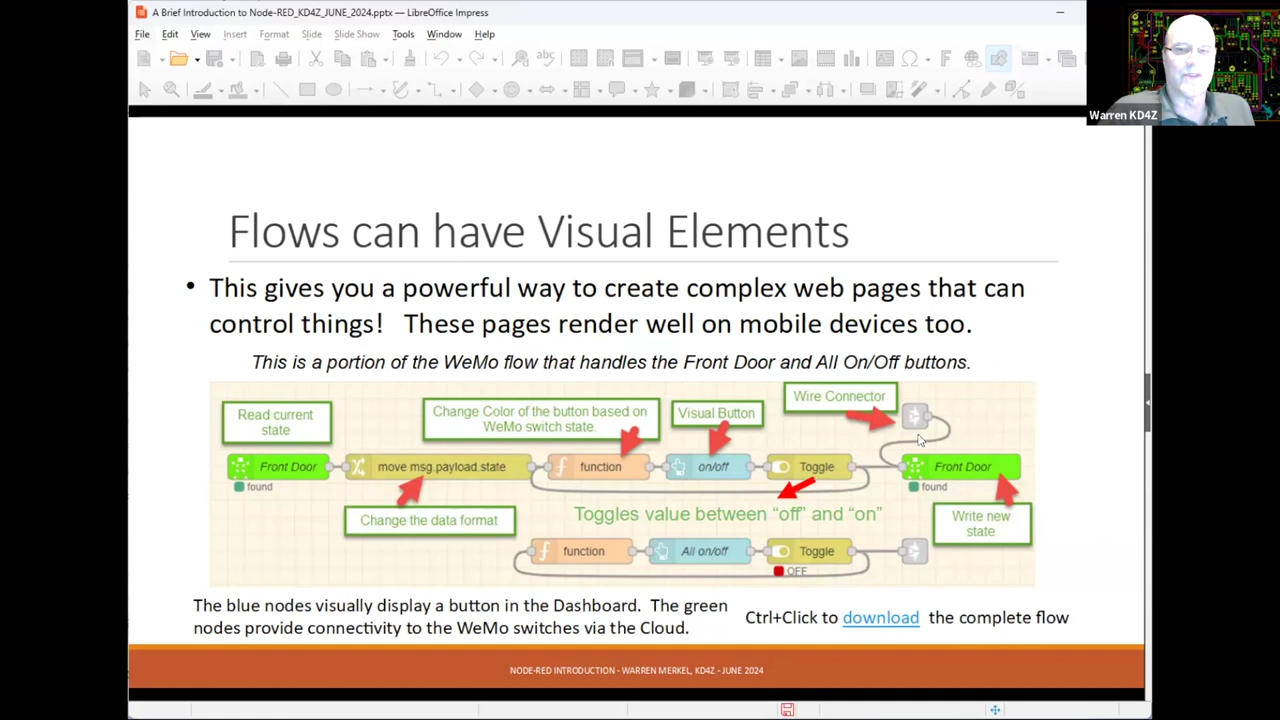 A Brief Introduction to Node-RED_KD4Z_JUNE_2024.pptx — LibreOffice Impress
File Edit View Insert Format Slide Slide Show Tools Window Help
Warren KD4Z
Flows can have Visual Elements
• This gives you a powerful way to create complex web pages that can
control things! These pages render well on mobile devices too.
This is a portion of the WeMo flow that handles the Front Door and All On/Off buttons.
Read current
state
Change Color of the button based on
WeMo switch state.
Visual Button
Wire Connector
Front Door
move msg.payload.state
function
on/off
Toggle
Front Door
found
found
Change the data format
Toggles value between “off” and “on”
Write new
state
function
All on/off
Toggle
OFF
The blue nodes visually display a button in the Dashboard. The green
nodes provide connectivity to the WeMo switches via the Cloud.
Ctrl+Click to download the complete flow
NODE-RED INTRODUCTION - WARREN MERKEL, KD4Z - JUNE 2024